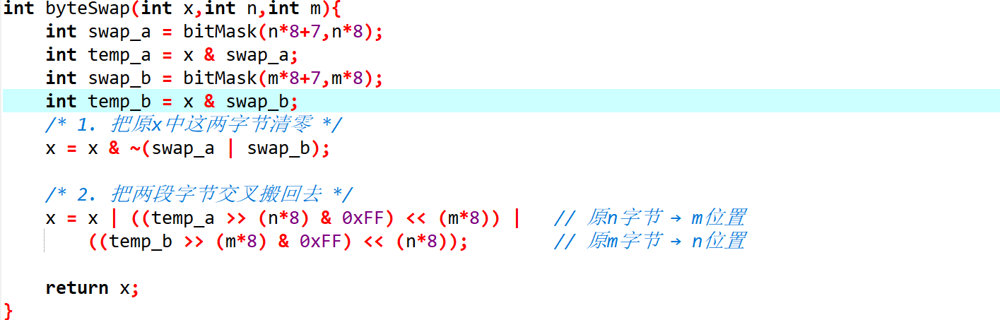 int byteSwap(int x,int n,int m){
    int swap_a = bitMask(n*8+7,n*8);
    int temp_a = x & swap_a;
    int swap_b = bitMask(m*8+7,m*8);
    int temp_b = x & swap_b;
    /* 1. 把原x中这两字节清零 */
    x = x & ~(swap_a | swap_b);
    /* 2. 把两段字节交叉搬回去 */
    x = x | ((temp_a >> (n*8) & 0xFF) << (m*8)) |   // 原n字节 → m位置
        ((temp_b >> (m*8) & 0xFF) << (n*8));        // 原m字节 → n位置
    return x;
}